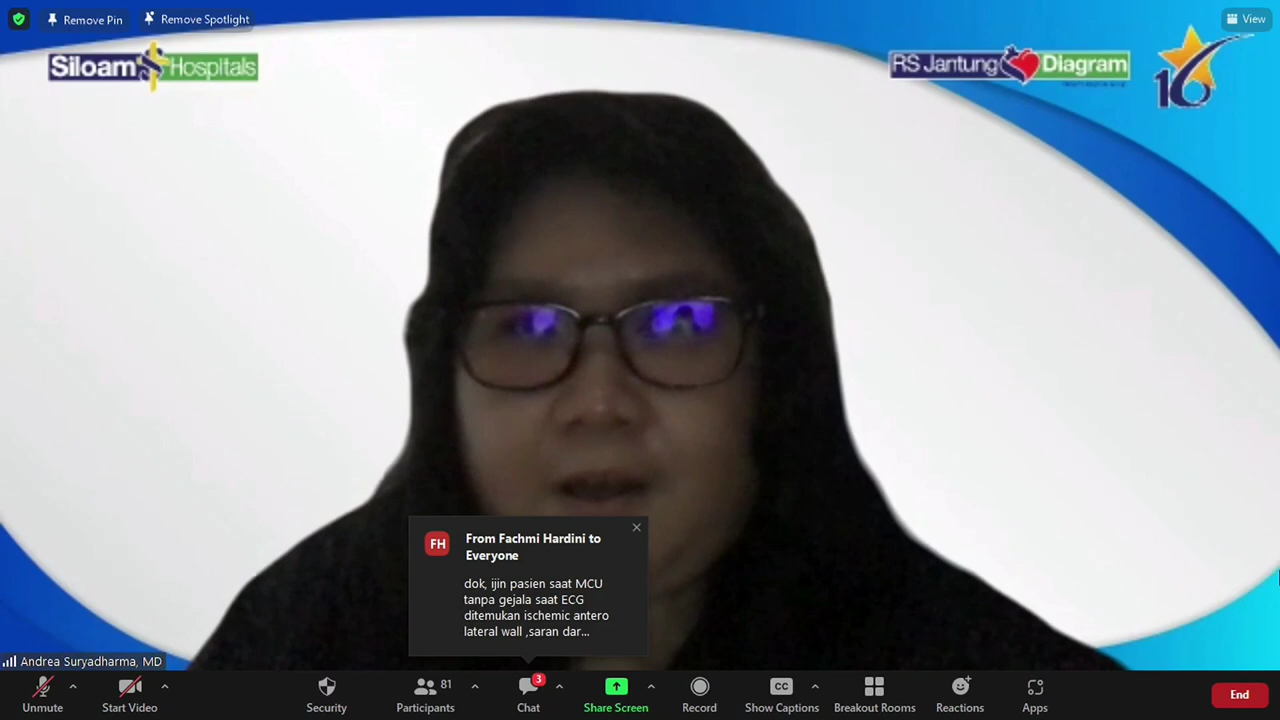 Remove Pin
Remove Spotlight
View
Siloam Hospitals
RS Jantung Diagram
16
FH
From Fachmi Hardini to
Everyone
dok, ijin pasien saat MCU
tanpa gejala saat ECG
ditemukan ischemic antero
lateral wall ,saran dar...
Andrea Suryadharma, MD
Unmute
Start Video
Security
81
Participants
3
Chat
Share Screen
Record
CC
Show Captions
Breakout Rooms
Reactions
Apps
End